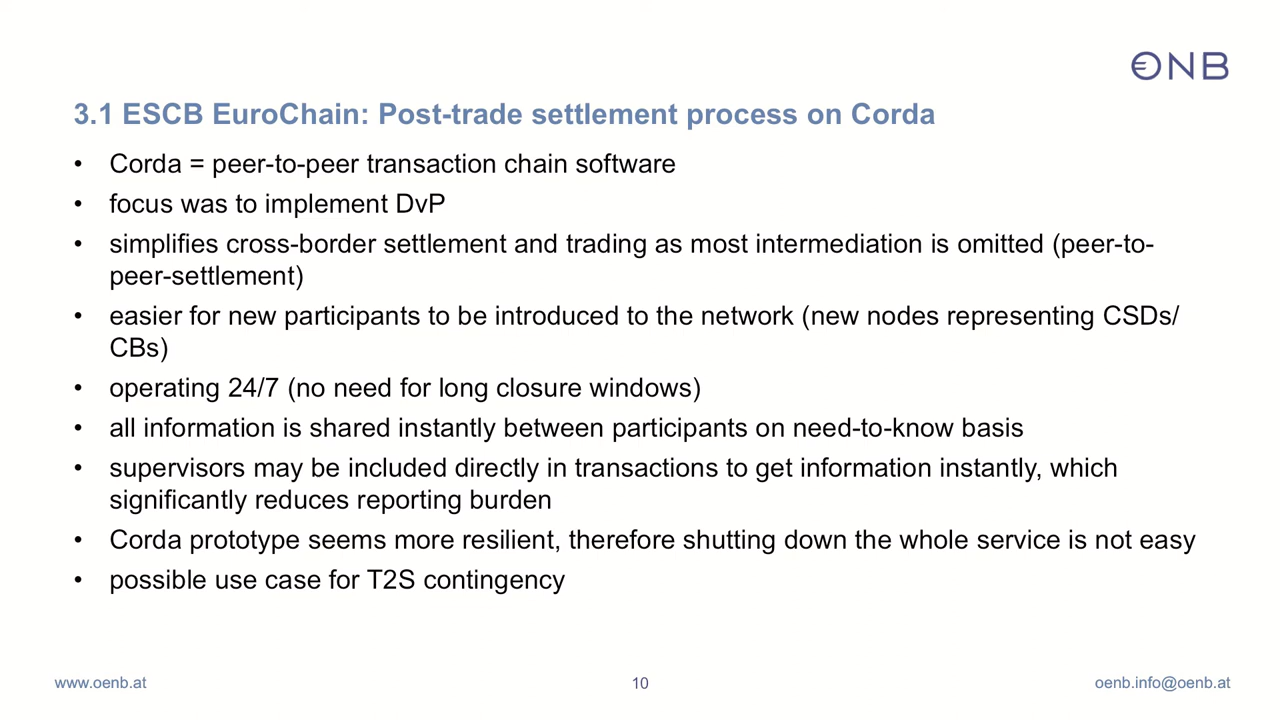 ONB
3.1 ESCB EuroChain: Post-trade settlement process on Corda
• Corda = peer-to-peer transaction chain software
• focus was to implement DvP
• simplifies cross-border settlement and trading as most intermediation is omitted (peer-to-
peer-settlement)
• easier for new participants to be introduced to the network (new nodes representing CSDs/
CBs)
• operating 24/7 (no need for long closure windows)
• all information is shared instantly between participants on need-to-know basis
• supervisors may be included directly in transactions to get information instantly, which
significantly reduces reporting burden
• Corda prototype seems more resilient, therefore shutting down the whole service is not easy
• possible use case for T2S contingency
www.oenb.at
10
oenb.info@oenb.at